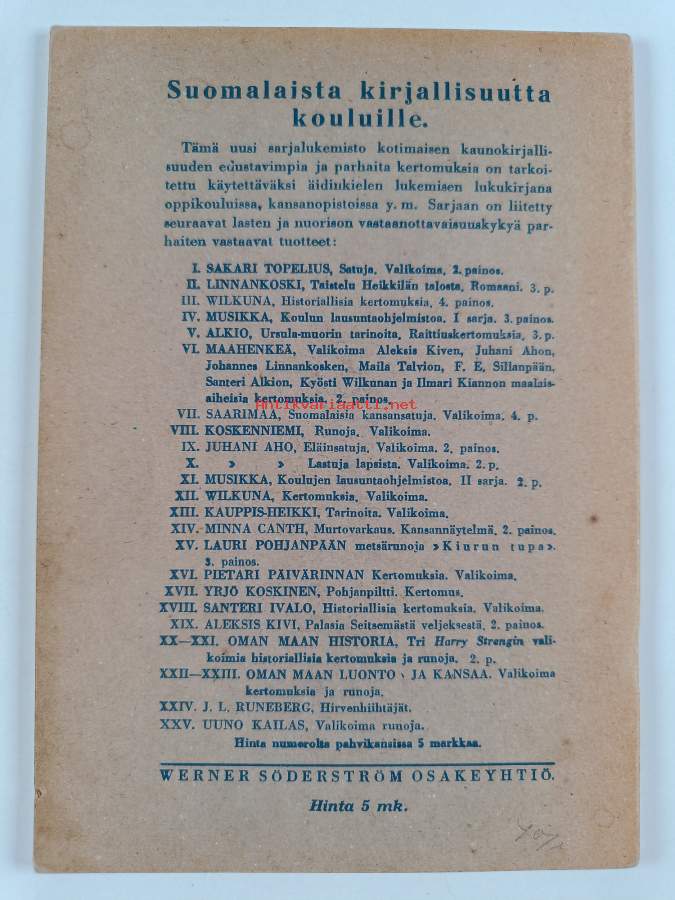 Suomalaista kirjallisuutta
kouluille.
Tämä uusi sarjalukemisto kotimaisen kaunokirjalli-
suuden edustavimpia ja parhaita kertomuksia on tarkoi-
tettu käytettäväksi äidinkielen lukemisen lukukirjana
oppikouluissa, kansanopistoissa y. m. Sarjaan on liitetty
seuraavat lasten ja nuorison vastaanottavaisuuskykyä par-
haiten vastaavat tuotteet:
I. SAKARI TOPELIUS, Satuja. Valikoima. 2. painos.
II. LINNANKOSKI, Taistelu Heikkilän talosta. Romaani. 3. p.
III. WILKUNA, Historiallisia kertomuksia. 4. painos.
IV. MUSIKKA, Koulun lausuntaohjelmistoa. I sarja. 3. painos.
V. ALKIO, Ursula-muorin tarinoita. Raittiuskertomuksia. 3. p.
VI. MAAHENKEÄ, Valikoima Aleksis Kiven, Juhani Ahon,
Johannes Linnankosken, Maila Talvion, F. E. Sillanpään,
Santeri Alkion, Kyösti Wilkunan ja Ilmari Kiannon maalais-
aiheisia kertomuksia. 2. painos.
Antikvariaatti.net
VII. SAARIMAA, Suomalaisia kansansatuja. Valikoima. 4. p.
VIII. KOSKENNIEMI, Runoja. Valikoima.
IX. JUHANI AHO, Eläinsatuja. Valikoima. 2. painos.
X. » » Lastuja lapsista. Valikoima. 2. p.
XI. MUSIKKA, Koulujen lausuntaohjelmistoa. II sarja. 2. p.
XII. WILKUNA, Kertomuksia. Valikoima.
XIII. KAUPPIS-HEIKKI, Tarinoita. Valikoima.
XIV. MINNA CANTH, Murtovarkaus. Kansannäytelmä. 2. painos.
XV. LAURI POHJANPÄÄN metsärunoja »Kiurun tupa».
3. painos.
XVI. PIETARI PÄIVÄRINNAN Kertomuksia. Valikoima.
XVII. YRJÖ KOSKINEN, Pohjanpiltti. Kertomus.
XVIII. SANTERI IVALO, Historiallisia kertomuksia. Valikoima.
XIX. ALEKSIS KIVI, Palasia Seitsemästä veljeksestä. 2. painos.
XX—XXI. OMAN MAAN HISTORIA, Tri Harry Strengin vali-
koimia historiallisia kertomuksia ja runoja. 2. p.
XXII—XXIII. OMAN MAAN LUONTO JA KANSAA. Valikoima
kertomuksia ja runoja.
XXIV. J. L. RUNEBERG, Hirvenhiihtäjät.
XXV. UUNO KAILAS, Valikoima runoja.
Hinta numerolta pahvikansissa 5 markkaa.
WERNER SÖDERSTRÖM OSAKEYHTIÖ.
Hinta 5 mk.